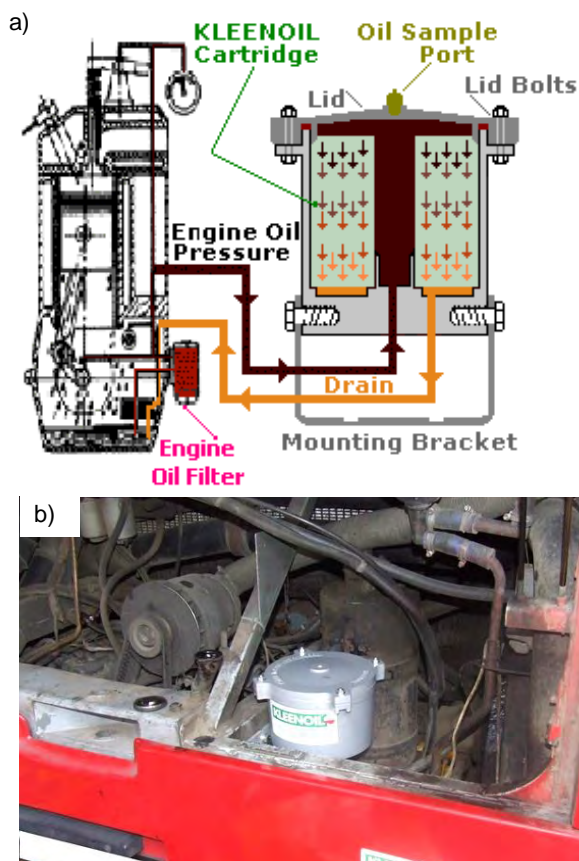 a)
KLEENOIL
Cartridge
Oil Sample
Port
Lid
Lid Bolts
Engine Oil
Pressure
Drain
Mounting Bracket
Engine
Oil Filter
b)
KLEENOIL